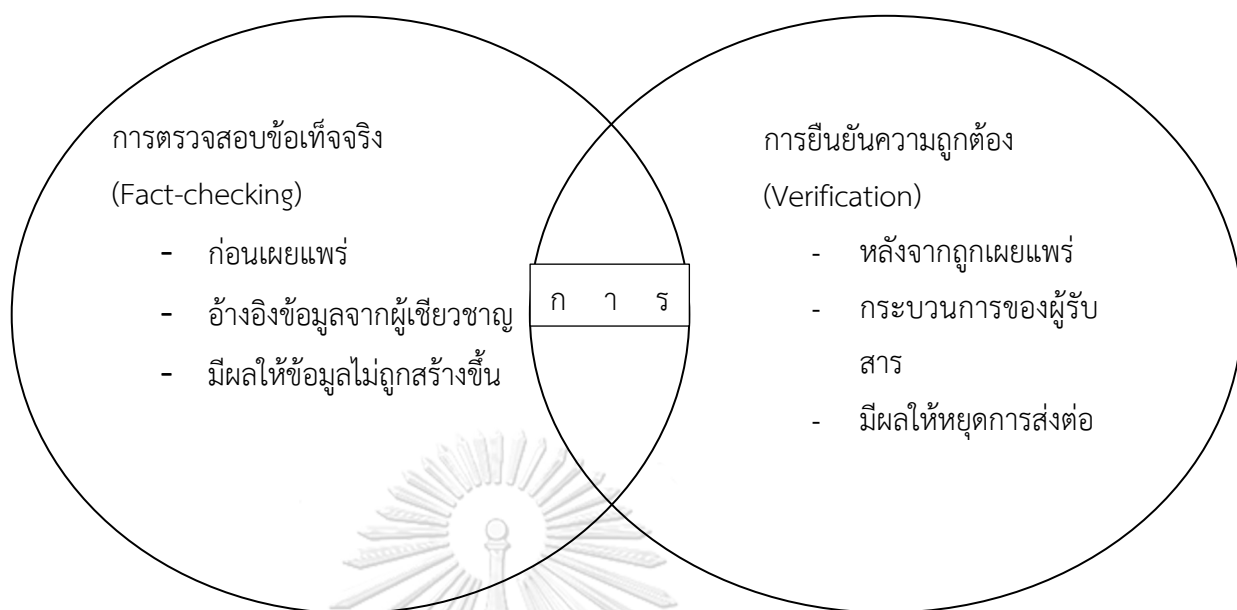 การตรวจสอบข้อเท็จจริง
(Fact-checking)
- ก่อนเผยแพร่
- อ้างอิงข้อมูลจากผู้เชียวชาญ
- มีผลให้ข้อมูลไม่ถูกสร้างขึ้น
ก า ร
การยืนยันความถูกต้อง
(Verification)
- หลังจากถูกเผยแพร่
- กระบวนการของผู้รับ
สาร
- มีผลให้หยุดการส่งต่อ